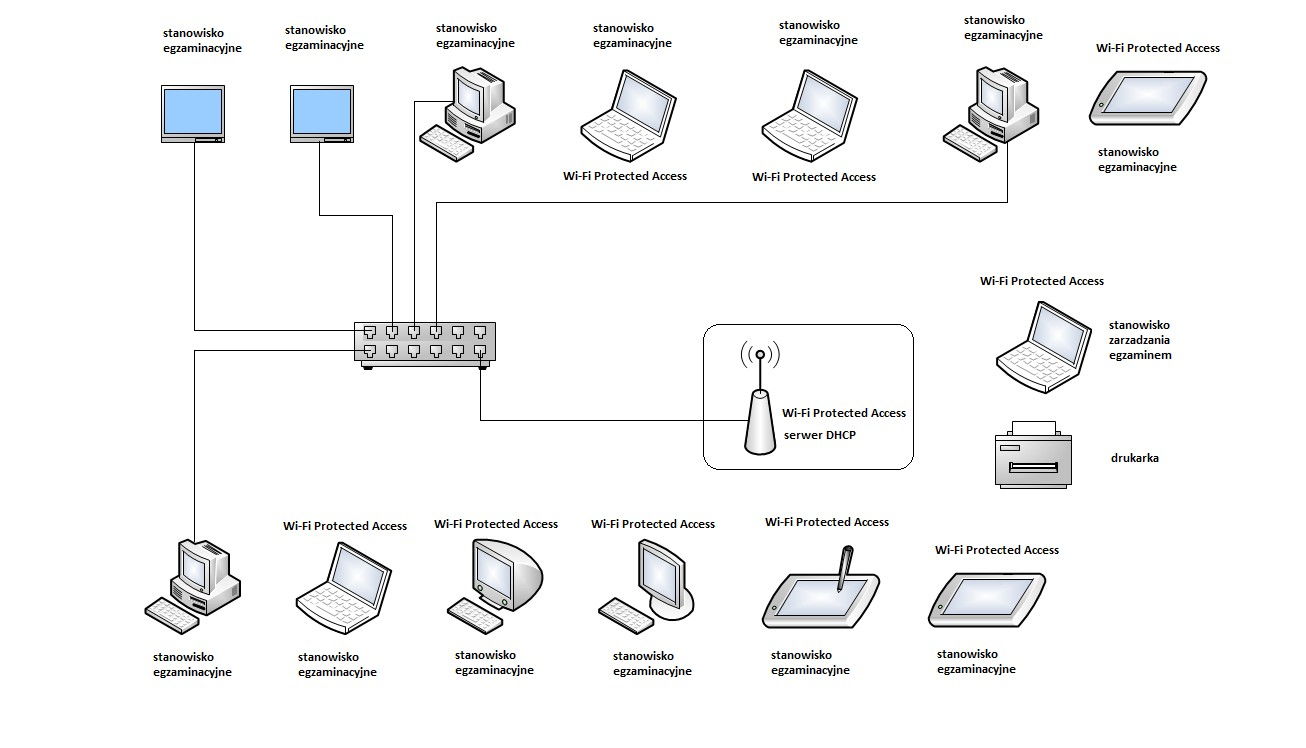 stanowisko
egzaminacyjne
stanowisko
egzaminacyjne
stanowisko
egzaminacyjne
stanowisko
egzaminacyjne
stanowisko
egzaminacyjne
stanowisko
egzaminacyjne
Wi-Fi Protected Access
stanowisko
egzaminacyjne
Wi-Fi Protected Access
Wi-Fi Protected Access
Wi-Fi Protected Access
stanowisko
zarzadzania
egzaminem
Wi-Fi Protected Access
serwer DHCP
drukarka
Wi-Fi Protected Access
Wi-Fi Protected Access
Wi-Fi Protected Access
Wi-Fi Protected Access
Wi-Fi Protected Access
stanowisko
egzaminacyjne
stanowisko
egzaminacyjne
stanowisko
egzaminacyjne
stanowisko
egzaminacyjne
stanowisko
egzaminacyjne
stanowisko
egzaminacyjne